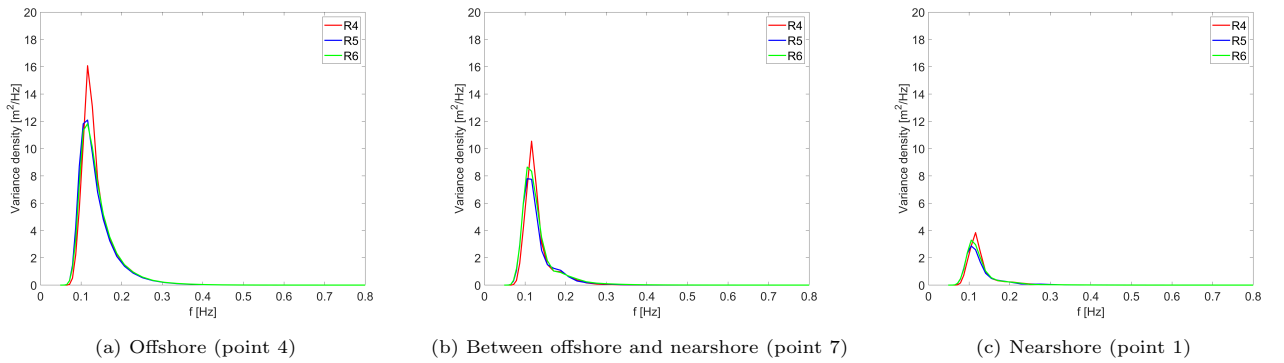 20
18
16
14
12
10
8
6
4
2
0
Variance density [m²/Hz]
0 0.1 0.2 0.3 0.4 0.5 0.6 0.7 0.8
f [Hz]
R4
R5
R6
(a) Offshore (point 4)
20
18
16
14
12
10
8
6
4
2
0
Variance density [m²/Hz]
0 0.1 0.2 0.3 0.4 0.5 0.6 0.7 0.8
f [Hz]
R4
R5
R6
(b) Between offshore and nearshore (point 7)
20
18
16
14
12
10
8
6
4
2
0
Variance density [m²/Hz]
0 0.1 0.2 0.3 0.4 0.5 0.6 0.7 0.8
f [Hz]
R4
R5
R6
(c) Nearshore (point 1)